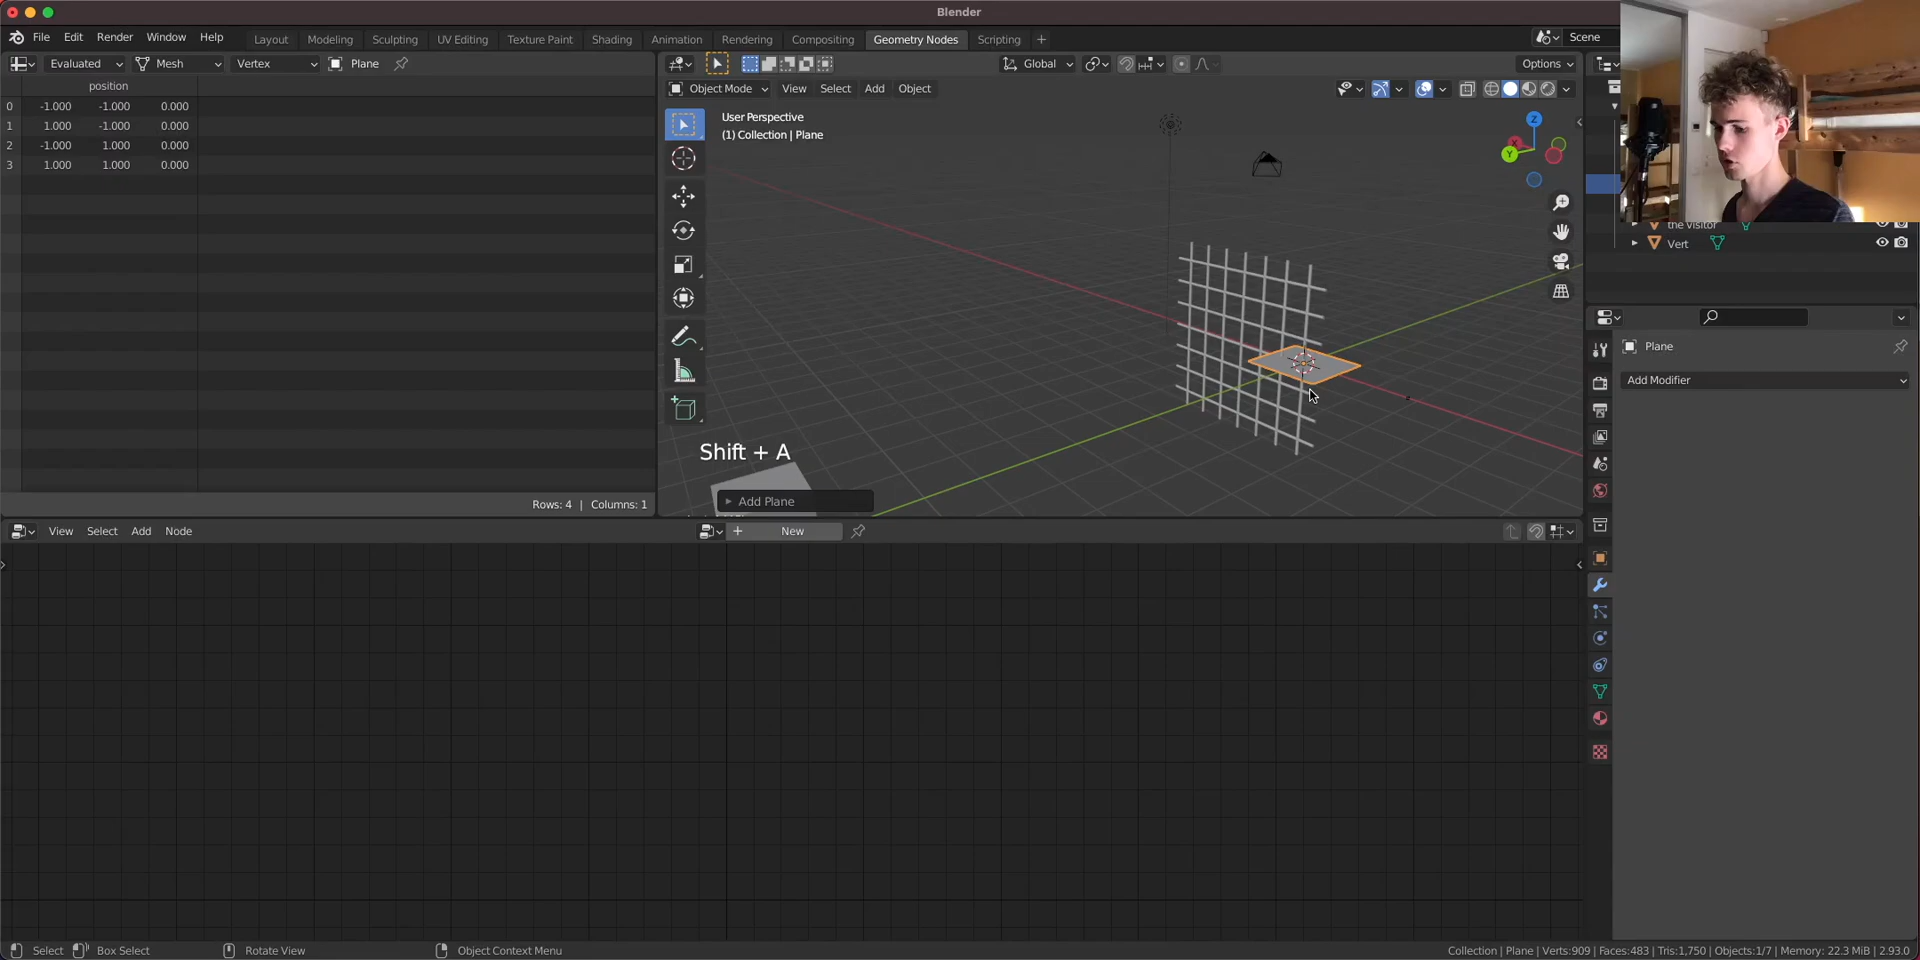 Blender
File Edit Render Window Help Layout Modeling Sculpting UV Editing Texture Paint Shading Animation Rendering Compositing Geometry Nodes Scripting + Scene
Evaluated Mesh Vertex Plane
Global Options
Object Mode View Select Add Object
position
0 -1.000 -1.000 0.000
1 1.000 -1.000 0.000
2 -1.000 1.000 0.000
3 1.000 1.000 0.000
User Perspective
(1) Collection | Plane
Z
X
Y
the visitor
Vert
Plane
Add Modifier
Shift + A
Add Plane
Rows: 4 | Columns: 1
View Select Add Node + New
Select Box Select Rotate View Object Context Menu Collection | Plane | Verts:909 | Faces:483 | Tris:1,750 | Objects:1/7 | Memory: 22.3 MiB | 2.93.0